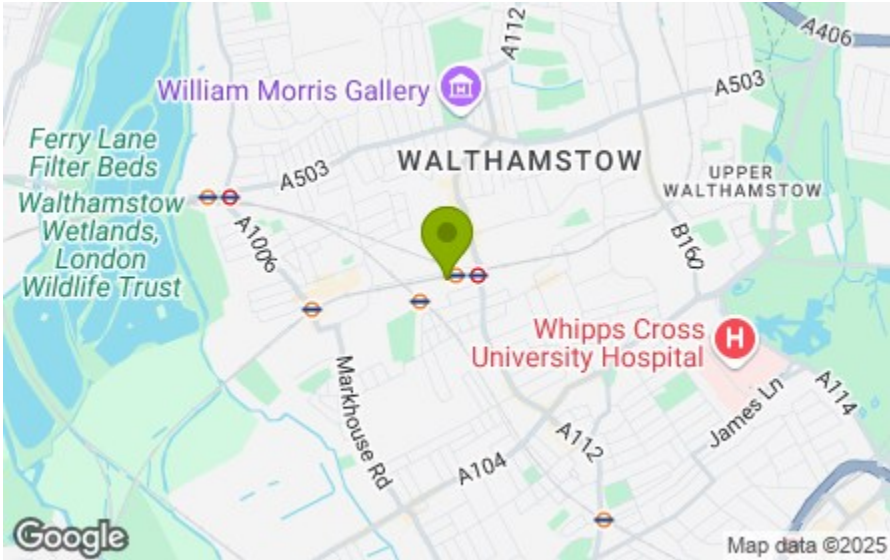 A406
A112
A503
William Morris Gallery
WALTHAMSTOW
Ferry Lane
Filter Beds
A503
UPPER
WALTHAMSTOW
Walthamstow
Wetlands,
London
Wildlife Trust
A1006
B160
Whipps Cross
University Hospital
H
Markhouse Rd
James Ln
A114
A112
A104
Google
Map data ©2025